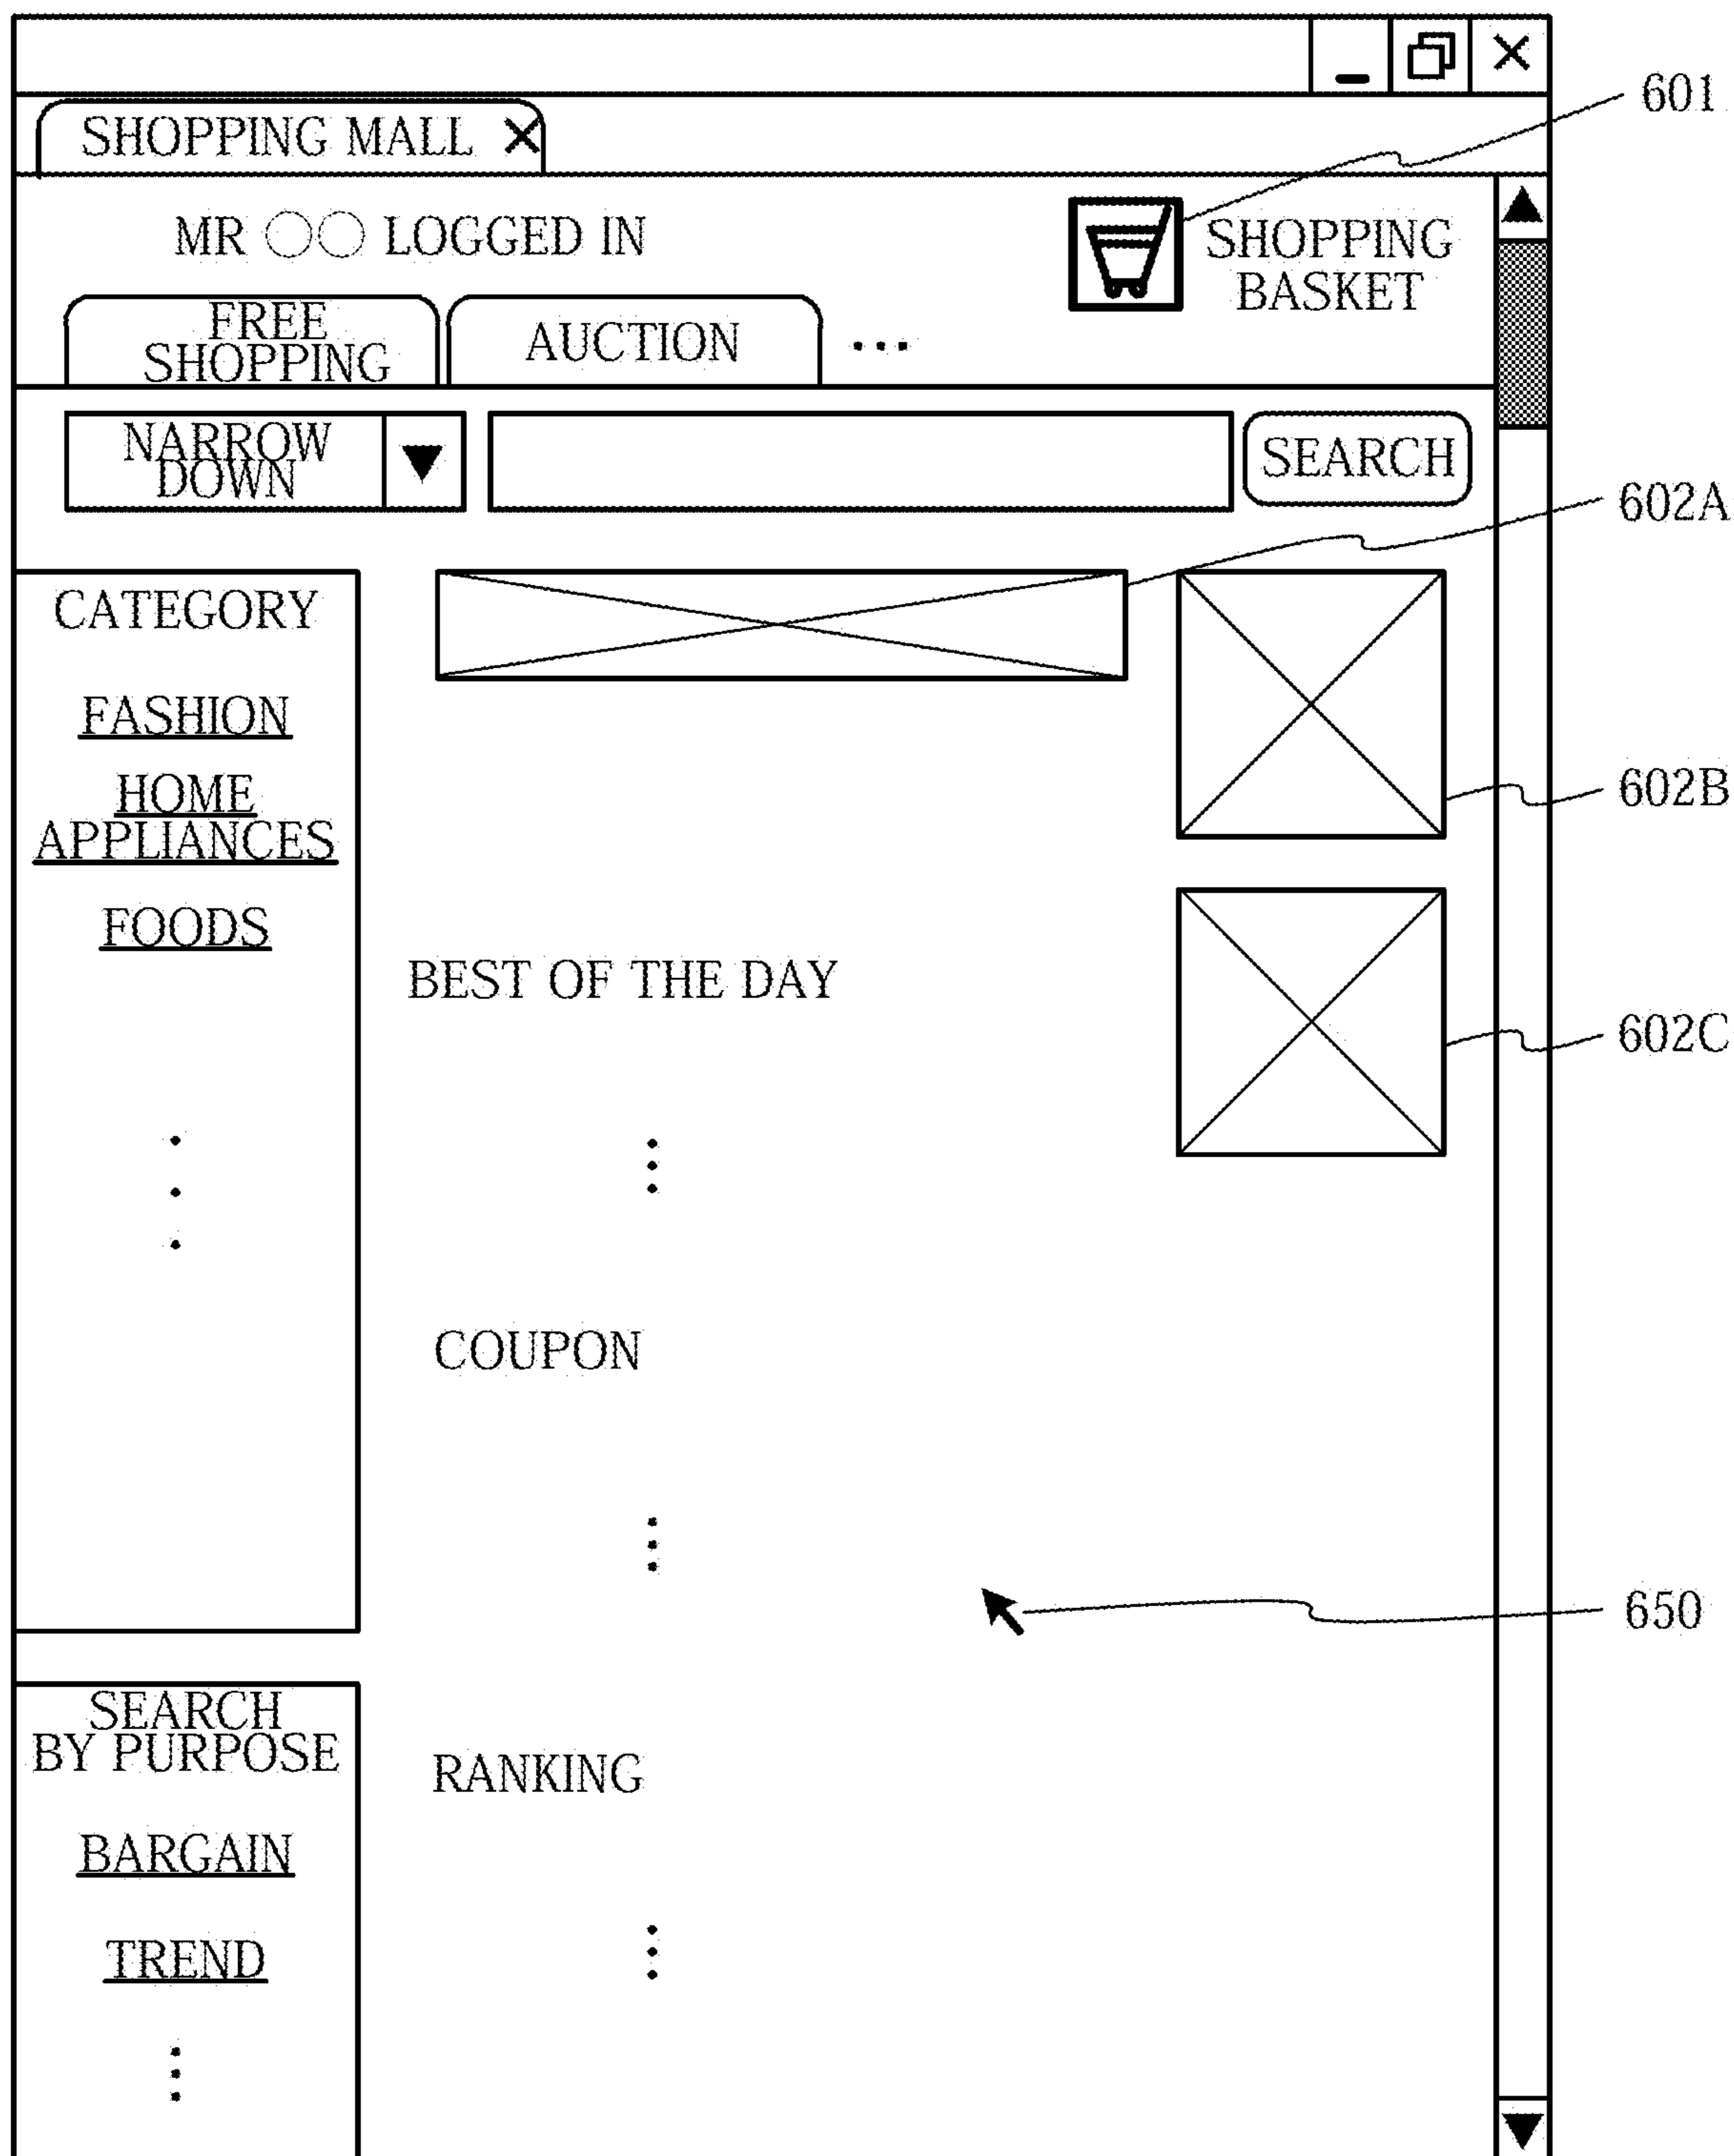 601
SHOPPING MALL
MR ○○ LOGGED IN
SHOPPING
BASKET
FREE
SHOPPING
AUCTION
...
NARROW
DOWN
SEARCH
602A
CATEGORY
FASHION
HOME
APPLIANCES
FOODS
602B
BEST OF THE DAY
602C
COUPON
650
SEARCH
BY PURPOSE
RANKING
BARGAIN
TREND